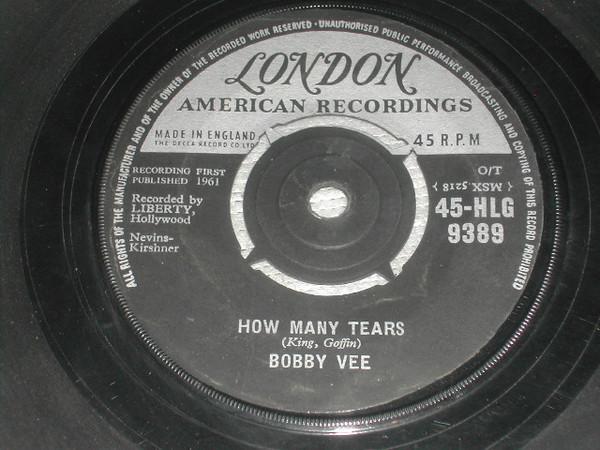 ALL RIGHTS OF THE MANUFACTURER AND OF THE OWNER OF THE RECORDED WORK RESERVED · UNAUTHORISED PUBLIC PERFORMANCE BROADCASTING AND COPYING OF THIS RECORD PROHIBITED
LONDON
AMERICAN RECORDINGS
MADE IN ENGLAND
THE DECCA RECORD CO LTD
45 R.P.M
RECORDING FIRST
PUBLISHED 1961
Recorded by
LIBERTY,
Hollywood
Nevins-
Kirshner
O/T
MSX 5218
45-HLG
9389
HOW MANY TEARS
(King, Goffin)
BOBBY VEE